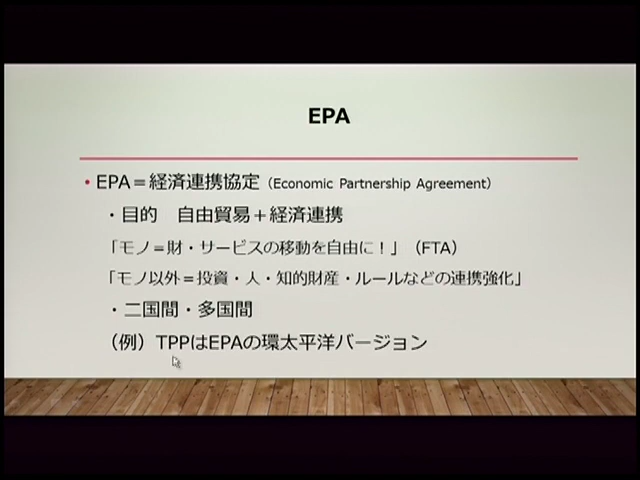 EPA
• EPA＝経済連携協定（Economic Partnership Agreement）
・目的　自由貿易＋経済連携
「モノ＝財・サービスの移動を自由に！」（FTA）
「モノ以外＝投資・人・知的財産・ルールなどの連携強化」
・二国間・多国間
（例）TPPはEPAの環太平洋バージョン